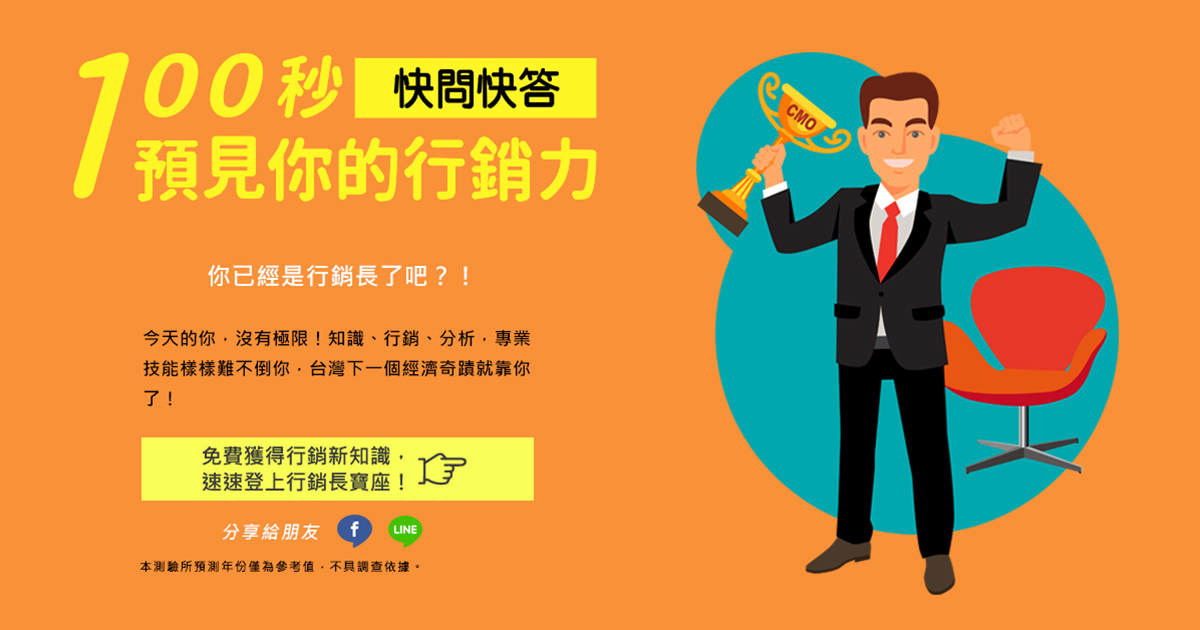 100秒 快問快答
預見你的行銷力
CMO
你已經是行銷長了吧？！
今天的你，沒有極限！知識、行銷、分析，專業
技能樣樣難不倒你，台灣下一個經濟奇蹟就靠你
了！
免費獲得行銷新知識，
速速登上行銷長寶座！
分享給朋友 f LINE
本測驗所預測年份僅為參考值，不具調查依據。